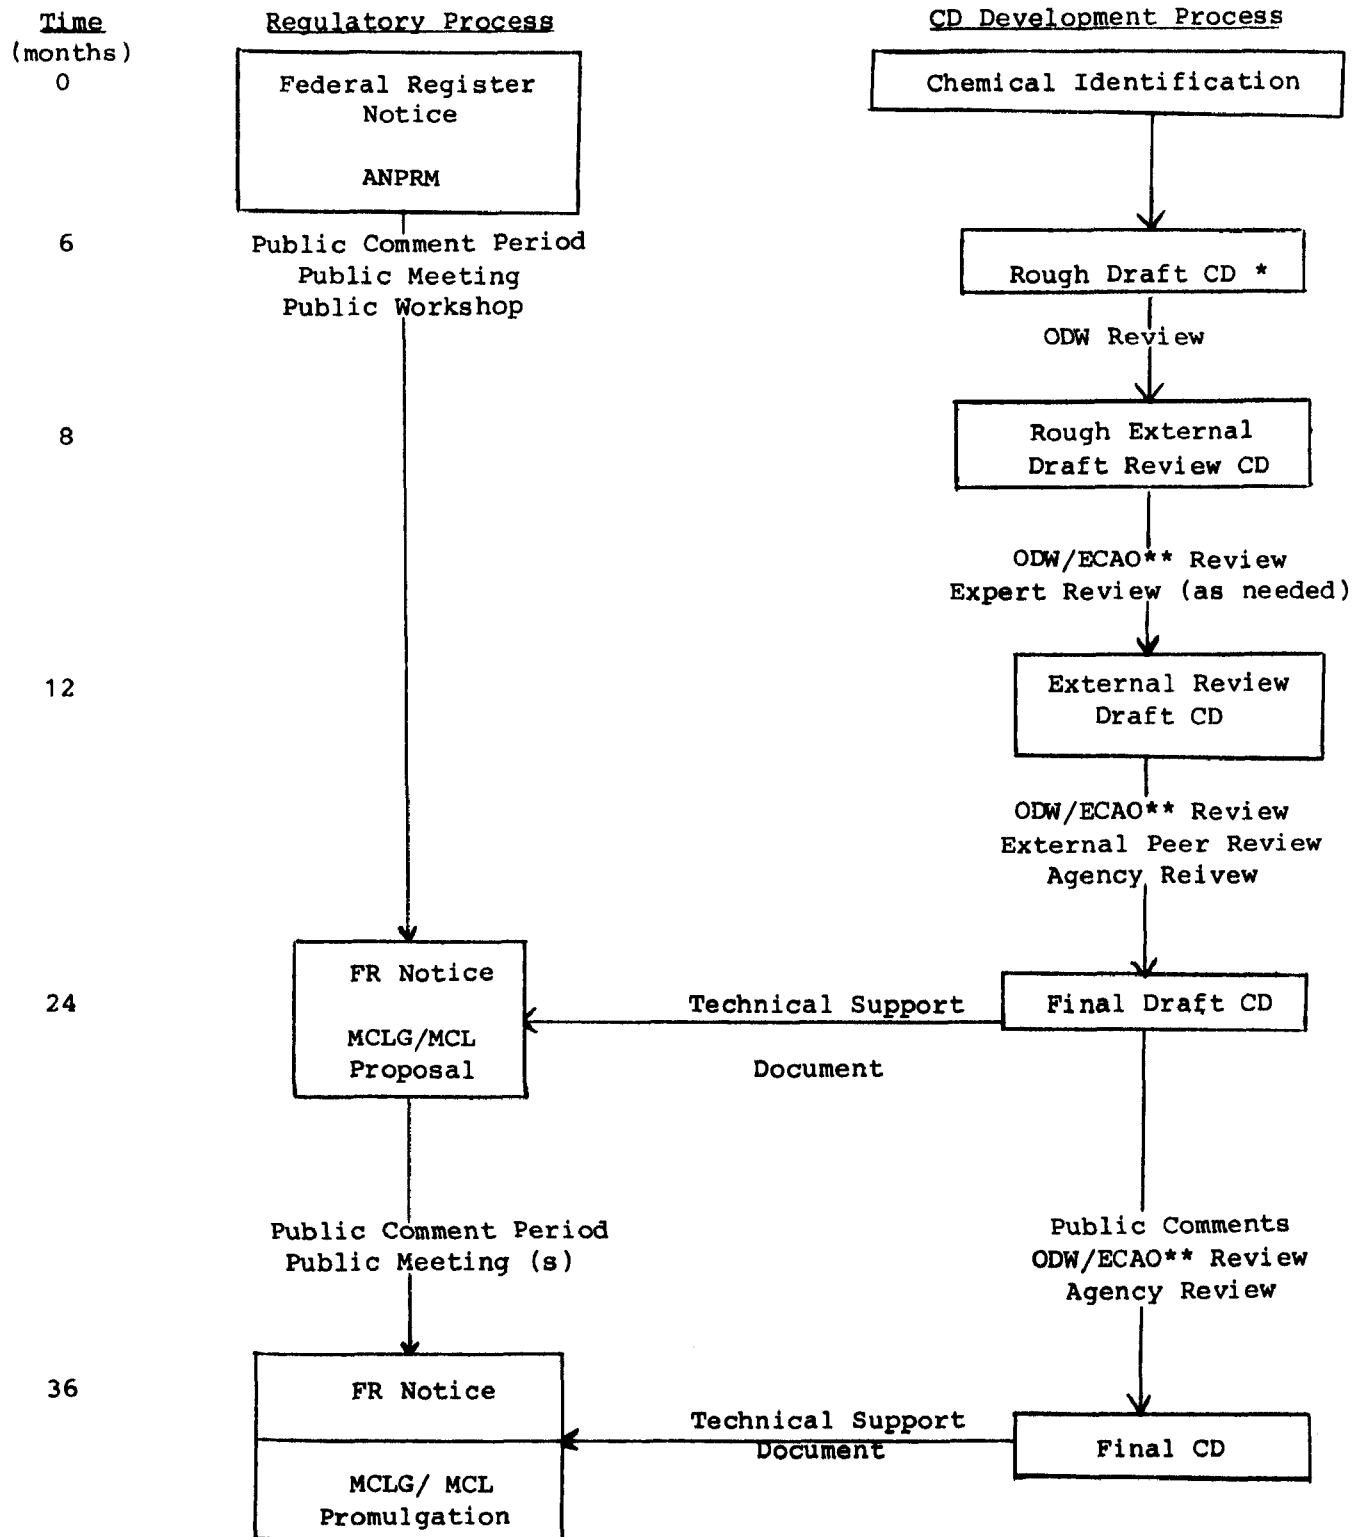 Time
(months)
0
6
8
12
24
36
Regulatory Process
Federal Register
Notice
ANPRM
Public Comment Period
Public Meeting
Public Workshop
FR Notice
MCLG/MCL
Proposal
Public Comment Period
Public Meeting (s)
FR Notice
MCLG/ MCL
Promulgation
CD Development Process
Chemical Identification
Rough Draft CD *
ODW Review
Rough External
Draft Review CD
ODW/ECAO** Review
Expert Review (as needed)
External Review
Draft CD
ODW/ECAO** Review
External Peer Review
Agency Reivew
Technical Support
Document
Final Draft CD
Public Comments
ODW/ECAO** Review
Agency Review
Technical Support
Document
Final CD